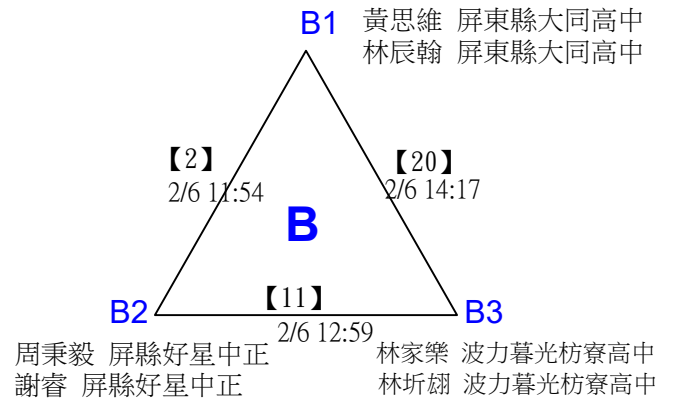 B1 黃思維 屏東縣大同高中
林辰翰 屏東縣大同高中
【2】
2/6 11:54
【20】
2/6 14:17
B
B2 【11】 B3
2/6 12:59
周秉毅 屏縣好星中正
謝睿 屏縣好星中正
林家樂 波力暮光枋寮高中
林圻翃 波力暮光枋寮高中